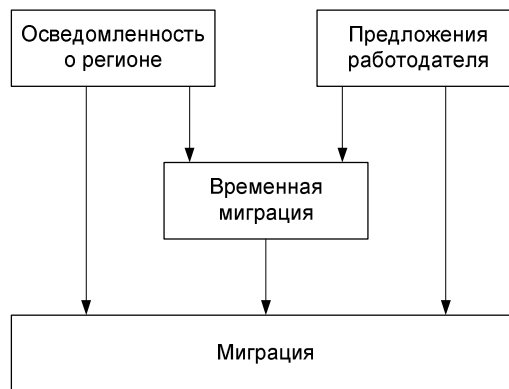 Осведомленность
о регионе
Предложения
работодателя
Временная
миграция
Миграция